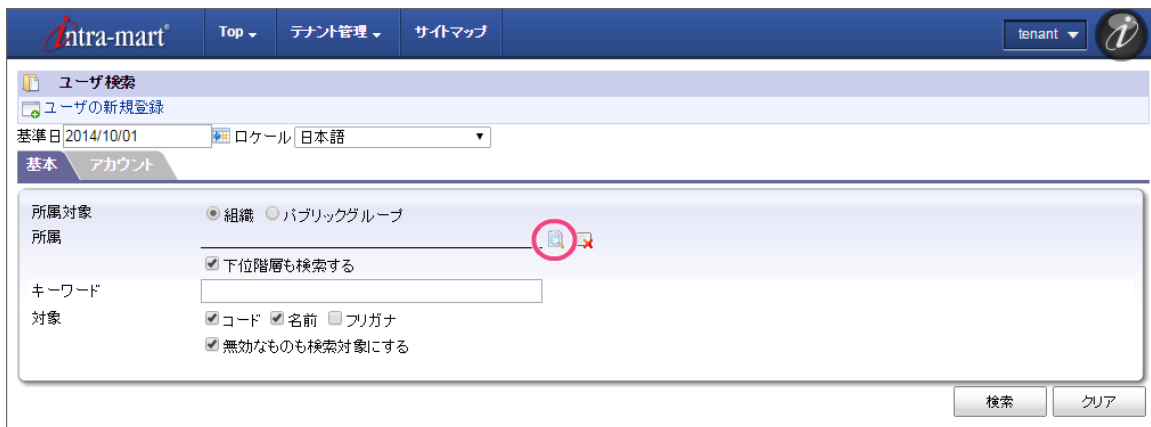 intra-mart® Top テナント管理 サイトマップ tenant
ユーザ検索
ユーザの新規登録
基準日 2014/10/01 ロケール 日本語
基本 アカウント
所属対象 組織 パブリックグループ
所属
下位階層も検索する
キーワード
対象 コード 名前 フリガナ
無効なものも検索対象にする
検索 クリア